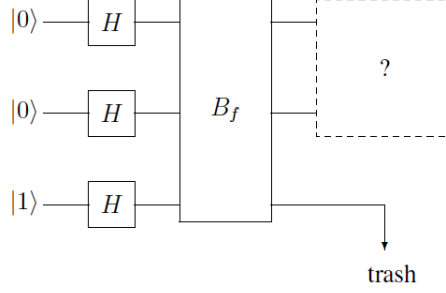 |0⟩ H
?
|0⟩ H B_f
|1⟩ H
trash